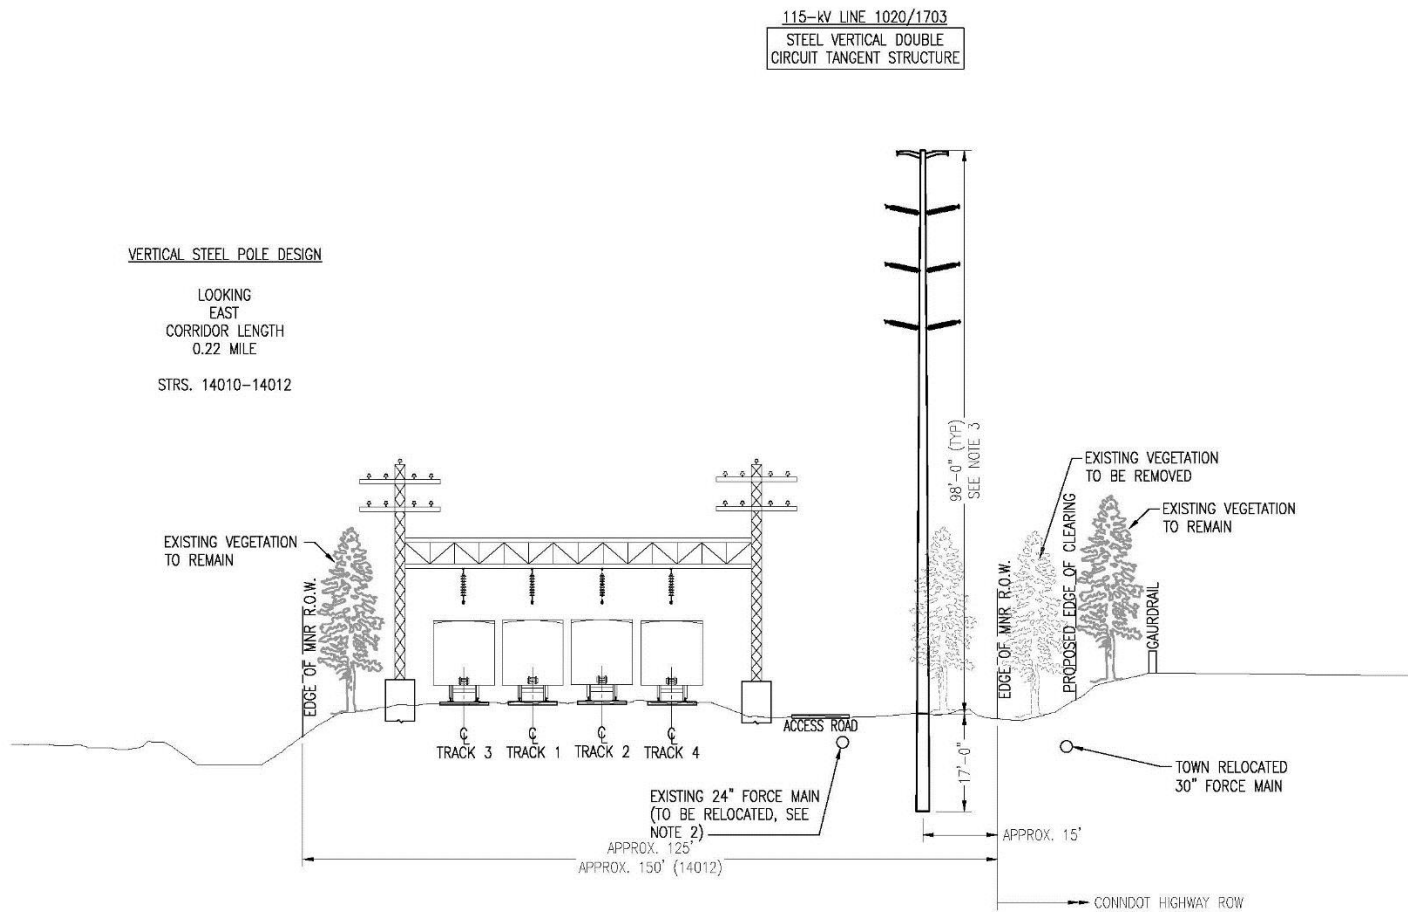 115-kV LINE 1020/1703
STEEL VERTICAL DOUBLE
CIRCUIT TANGENT STRUCTURE
VERTICAL STEEL POLE DESIGN
LOOKING
EAST
CORRIDOR LENGTH
0.22 MILE
STRS. 14010-14012
98'-0" (TYP)
SEE NOTE 3
EXISTING VEGETATION
TO BE REMOVED
EXISTING VEGETATION
TO REMAIN
EXISTING VEGETATION
TO REMAIN
EDGE OF MNR R.O.W.
EDGE OF MNR R.O.W.
PROPOSED EDGE OF CLEARING
GAURDRAIL
ACCESS ROAD
℄
TRACK 3
℄
TRACK 1
℄
TRACK 2
℄
TRACK 4
17'-0"
EXISTING 24" FORCE MAIN
(TO BE RELOCATED, SEE
NOTE 2)
TOWN RELOCATED
30" FORCE MAIN
APPROX. 15'
APPROX. 125'
APPROX. 150' (14012)
CONNDOT HIGHWAY ROW